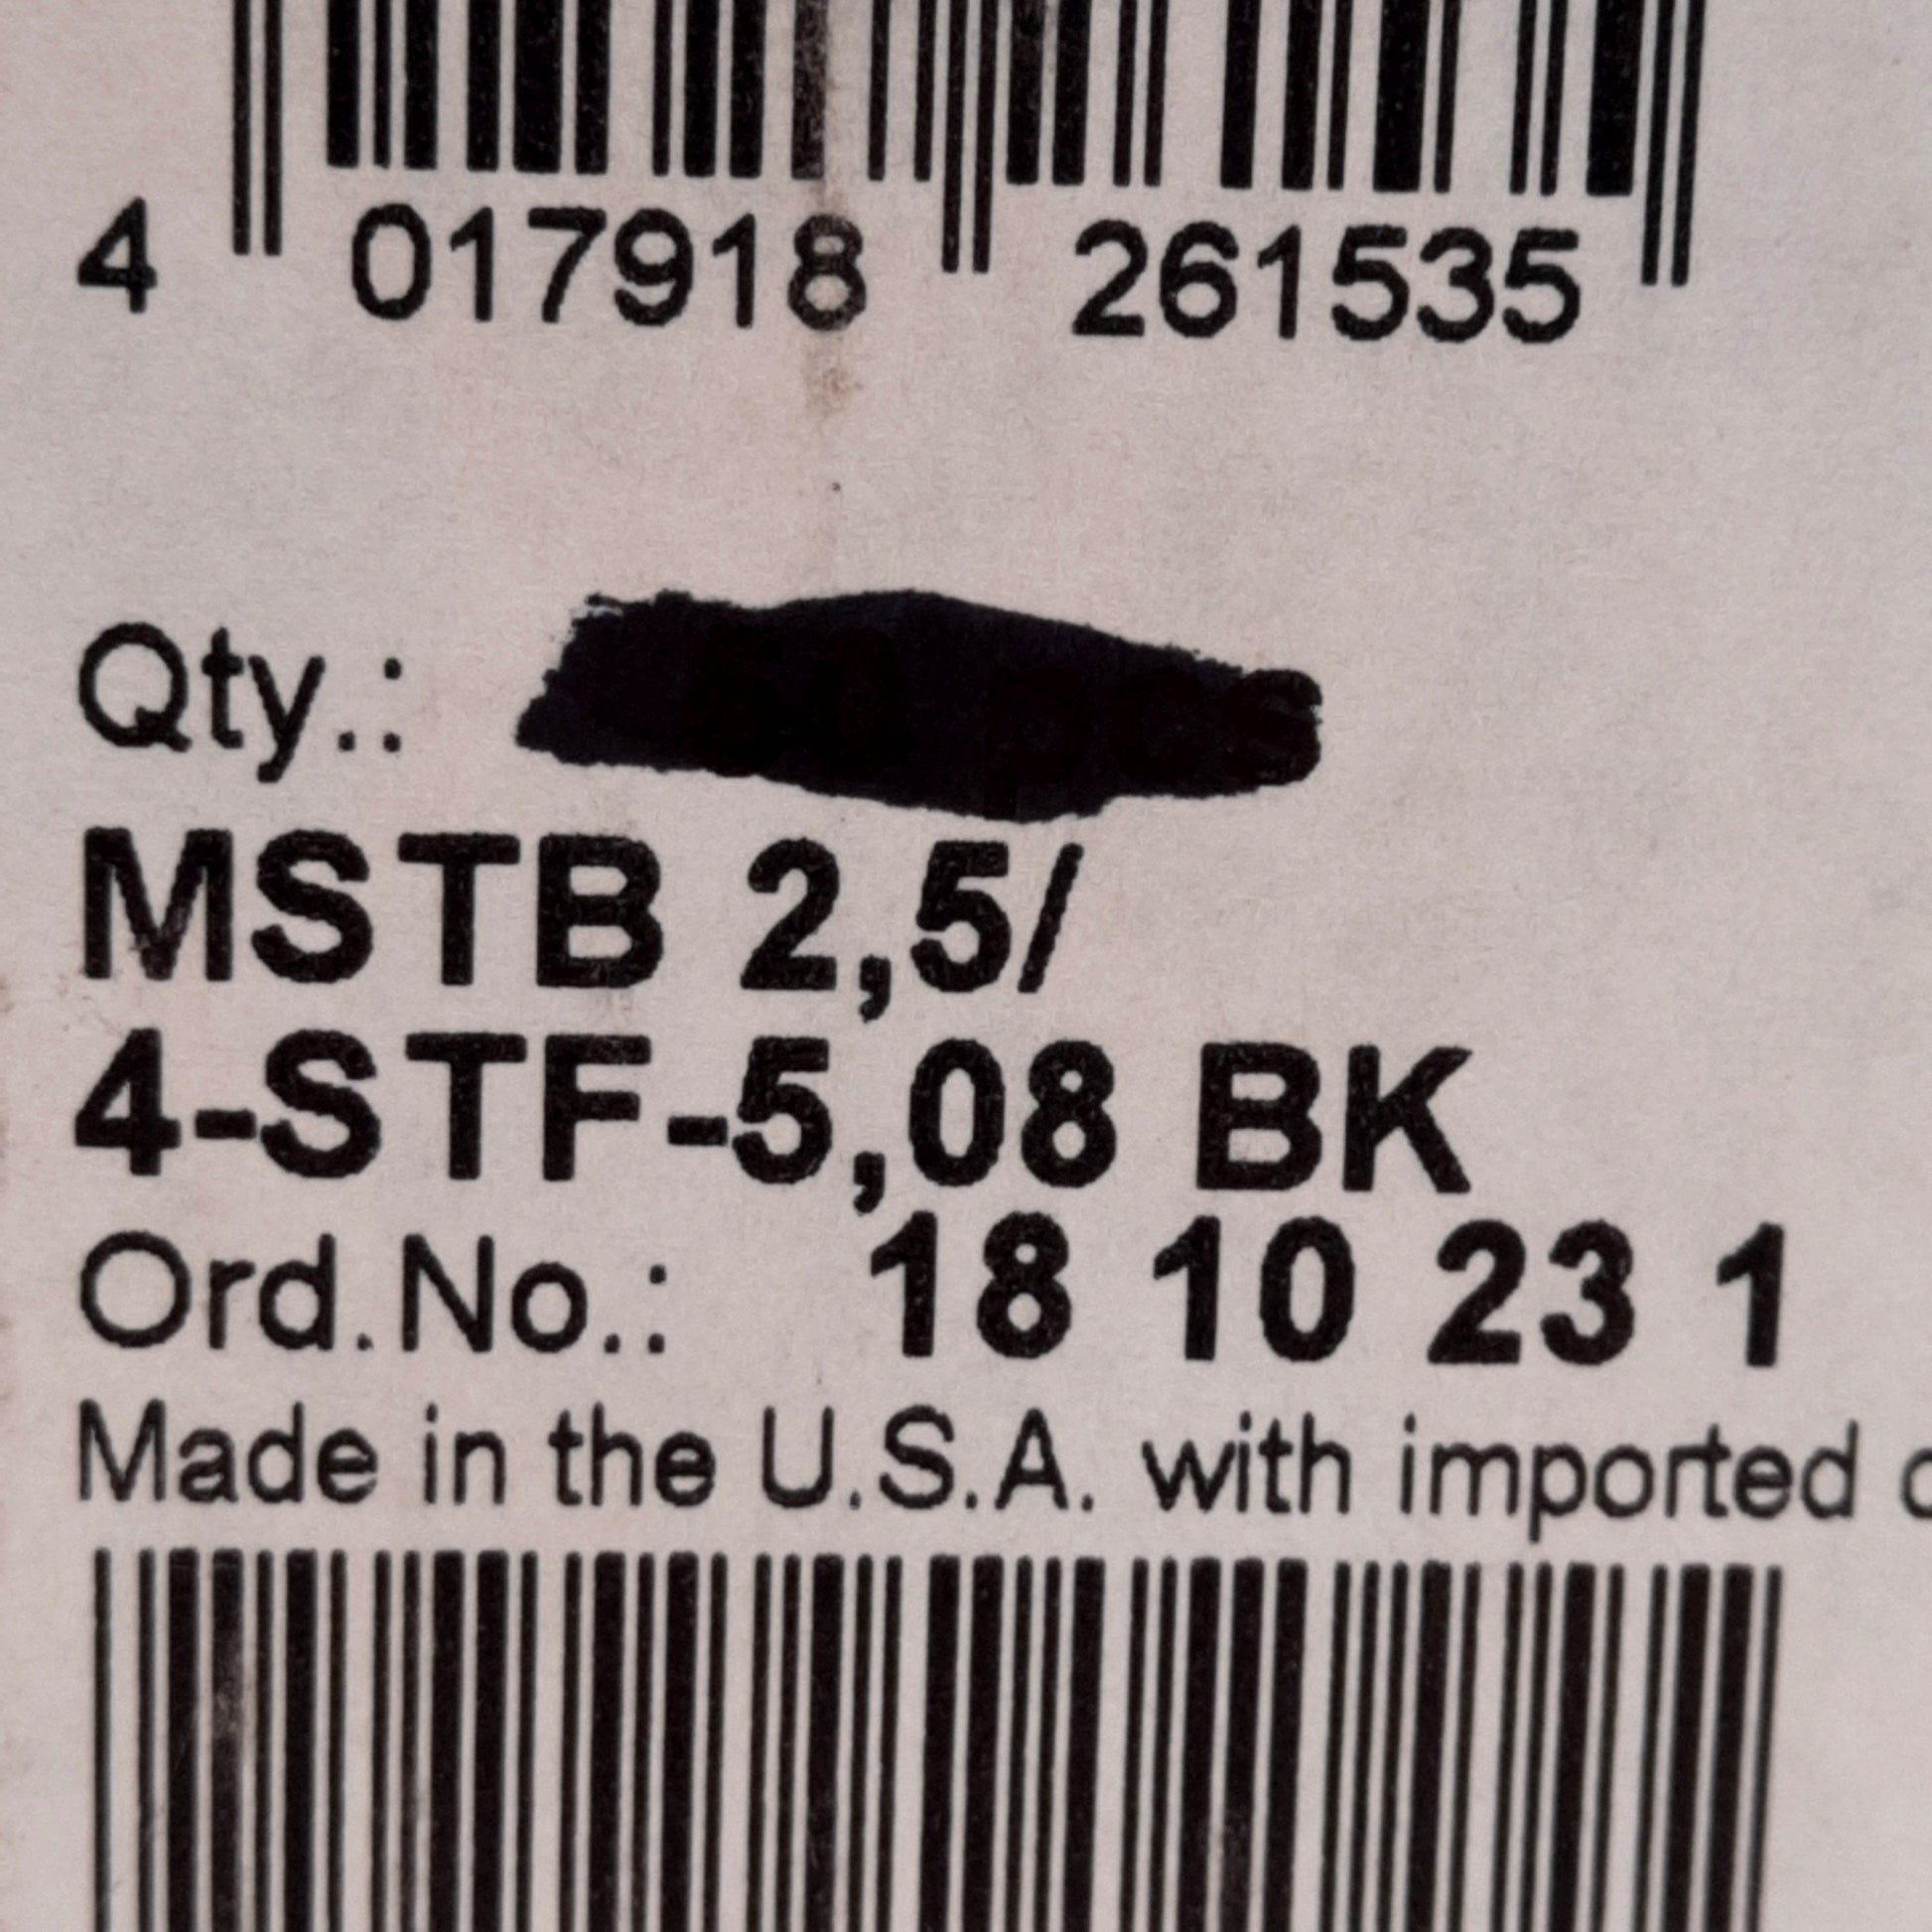 4 017918 261535
Qty.:
MSTB 2,5/
4-STF-5,08 BK
Ord.No.: 18 10 23 1
Made in the U.S.A. with imported